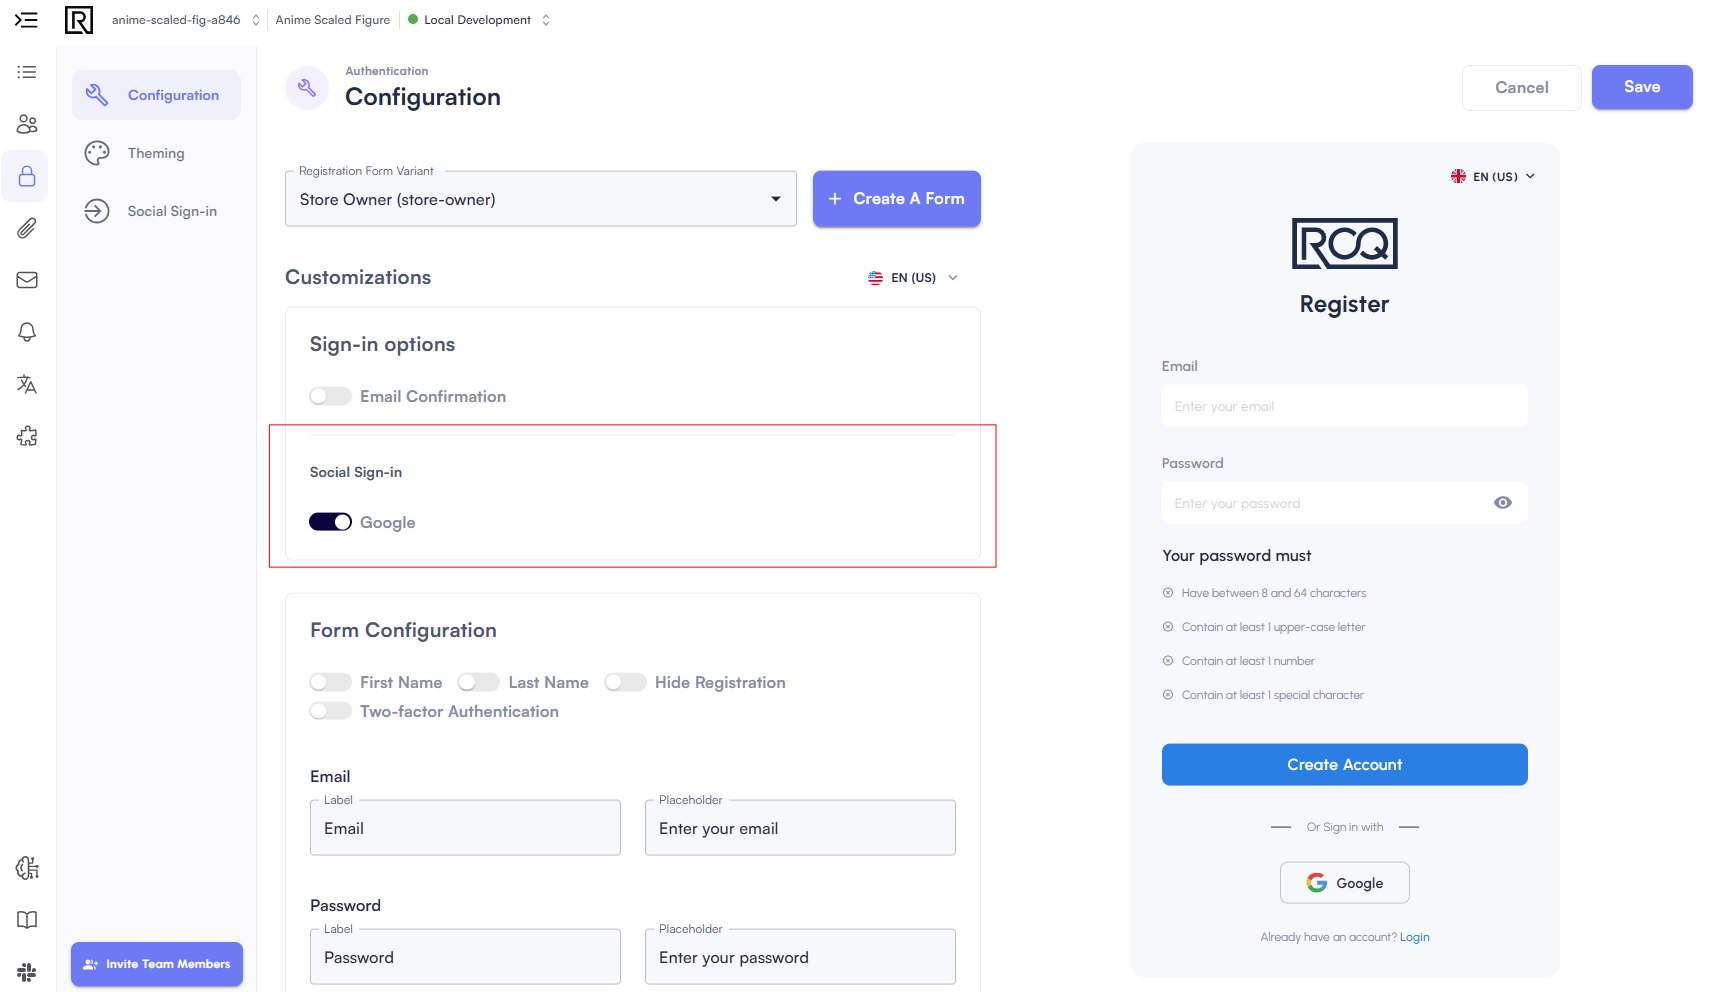 anime-scaled-fig-a846
Anime Scaled Figure
Local Development
Configuration
Theming
Social Sign-in
Invite Team Members
Authentication
Configuration
Cancel
Save
Registration Form Variant
Store Owner (store-owner)
+ Create A Form
Customizations
EN (US)
Sign-in options
Email Confirmation
Social Sign-in
Google
Form Configuration
First Name
Last Name
Hide Registration
Two-factor Authentication
Email
Label
Email
Placeholder
Enter your email
Password
Label
Password
Placeholder
Enter your password
EN (US)
ROQ
Register
Email
Enter your email
Password
Enter your password
Your password must
Have between 8 and 64 characters
Contain at least 1 upper-case letter
Contain at least 1 number
Contain at least 1 special character
Create Account
Or Sign in with
Google
Already have an account? Login